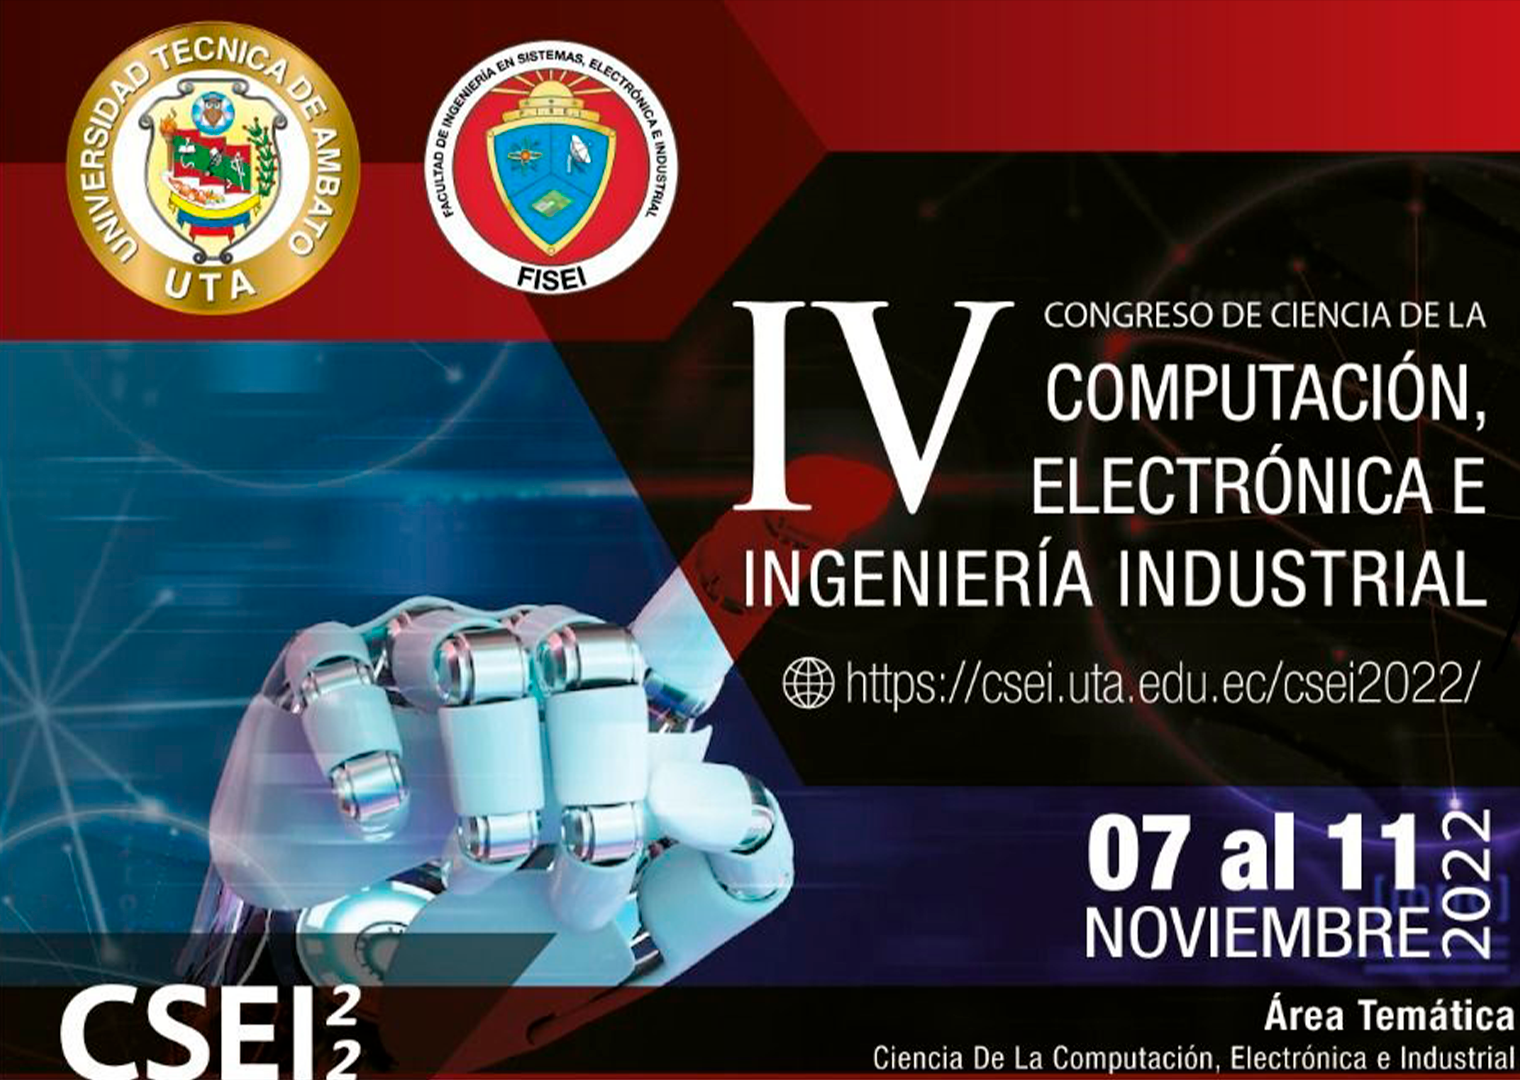 UNIVERSIDAD TECNICA DE AMBATO
UTA
FACULTAD DE INGENIERÍA EN SISTEMAS, ELECTRÓNICA E INDUSTRIAL
FISEI
IV
CONGRESO DE CIENCIA DE LA
COMPUTACIÓN,
ELECTRÓNICA E
INGENIERÍA INDUSTRIAL
https://csei.uta.edu.ec/csei2022/
07 al 11
NOVIEMBRE
2022
CSEI 22
Área Temática
Ciencia De La Computación, Electrónica e Industrial